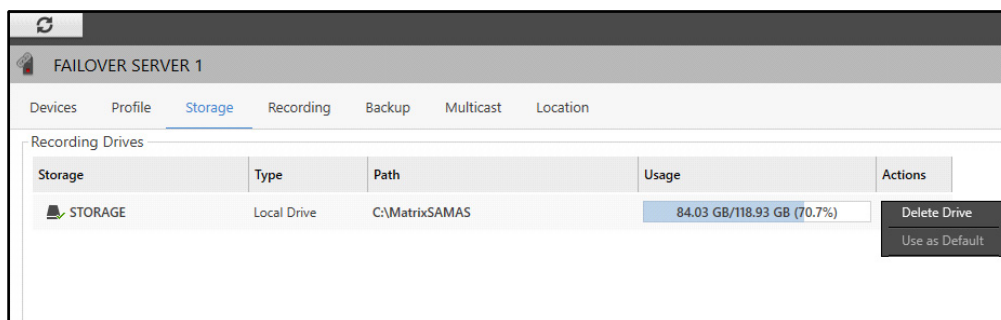 FAILOVER SERVER 1
Devices Profile Storage Recording Backup Multicast Location
Recording Drives
Storage Type Path Usage Actions
STORAGE Local Drive C:\MatrixSAMAS 84.03 GB/118.93 GB (70.7%) Delete Drive
Use as Default